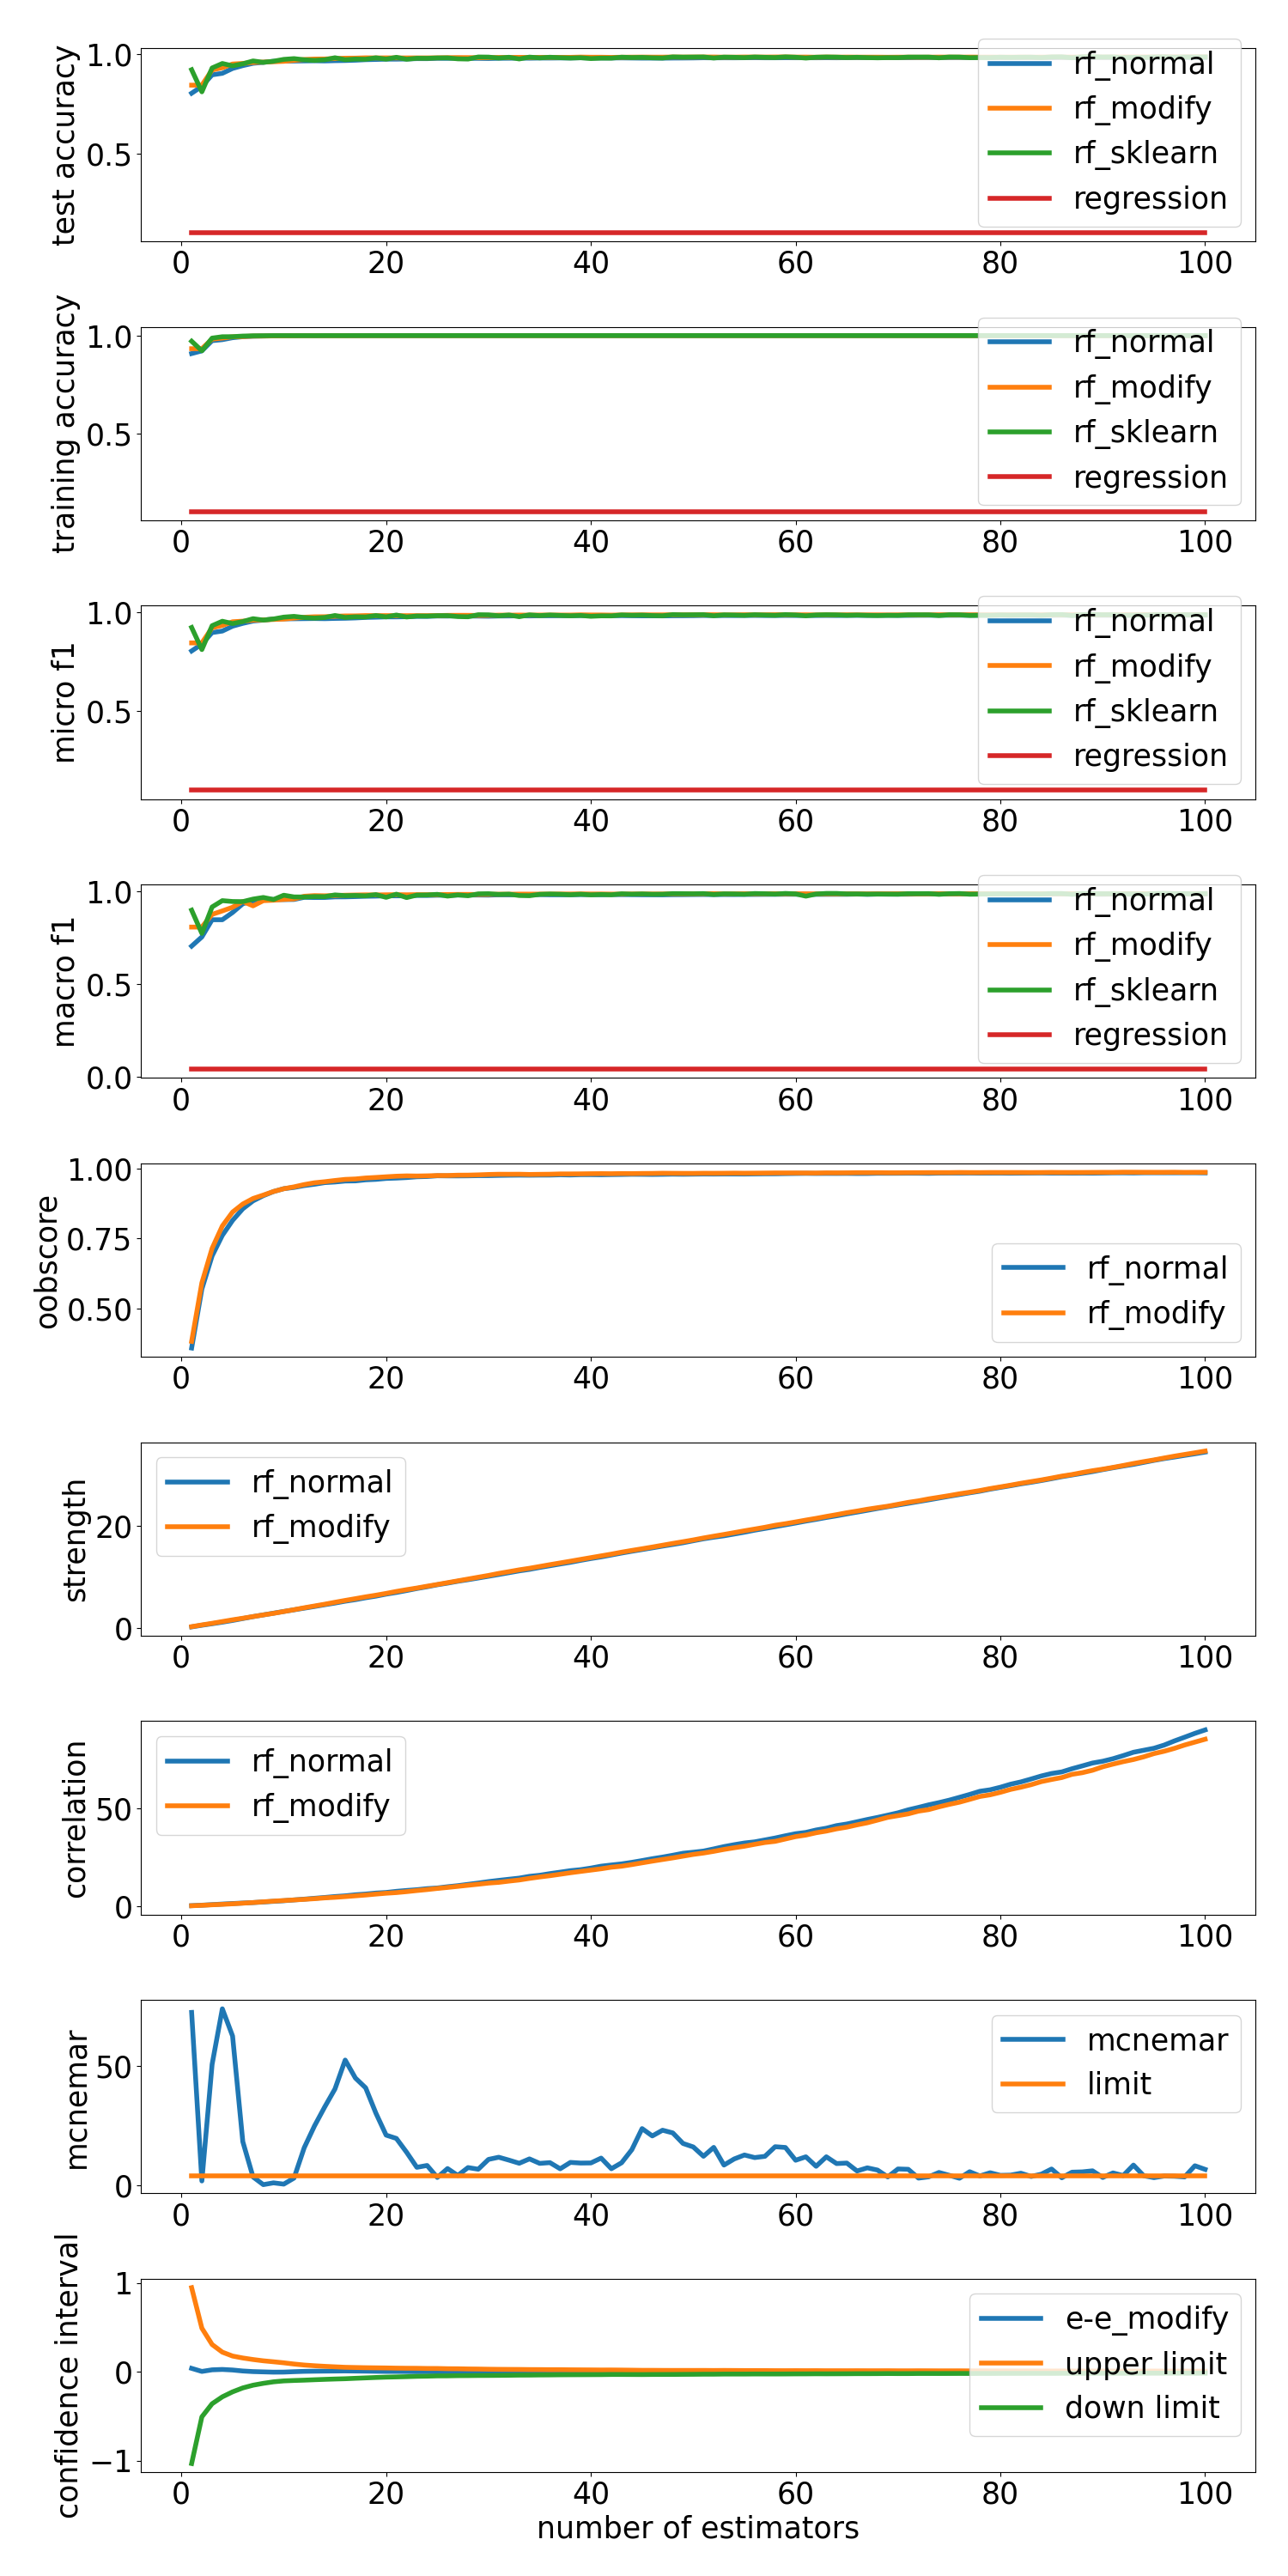 test accuracy
1.0
0.5
0 20 40 60 80 100
rf_normal
rf_modify
rf_sklearn
regression
training accuracy
1.0
0.5
0 20 40 60 80 100
rf_normal
rf_modify
rf_sklearn
regression
micro f1
1.0
0.5
0 20 40 60 80 100
rf_normal
rf_modify
rf_sklearn
regression
macro f1
1.0
0.5
0.0
0 20 40 60 80 100
rf_normal
rf_modify
rf_sklearn
regression
oobscore
1.00
0.75
0.50
0 20 40 60 80 100
rf_normal
rf_modify
strength
20
0
0 20 40 60 80 100
rf_normal
rf_modify
correlation
50
0
0 20 40 60 80 100
rf_normal
rf_modify
mcnemar
50
0
0 20 40 60 80 100
mcnemar
limit
confidence interval
1
0
−1
0 20 40 60 80 100
e-e_modify
upper limit
down limit
number of estimators